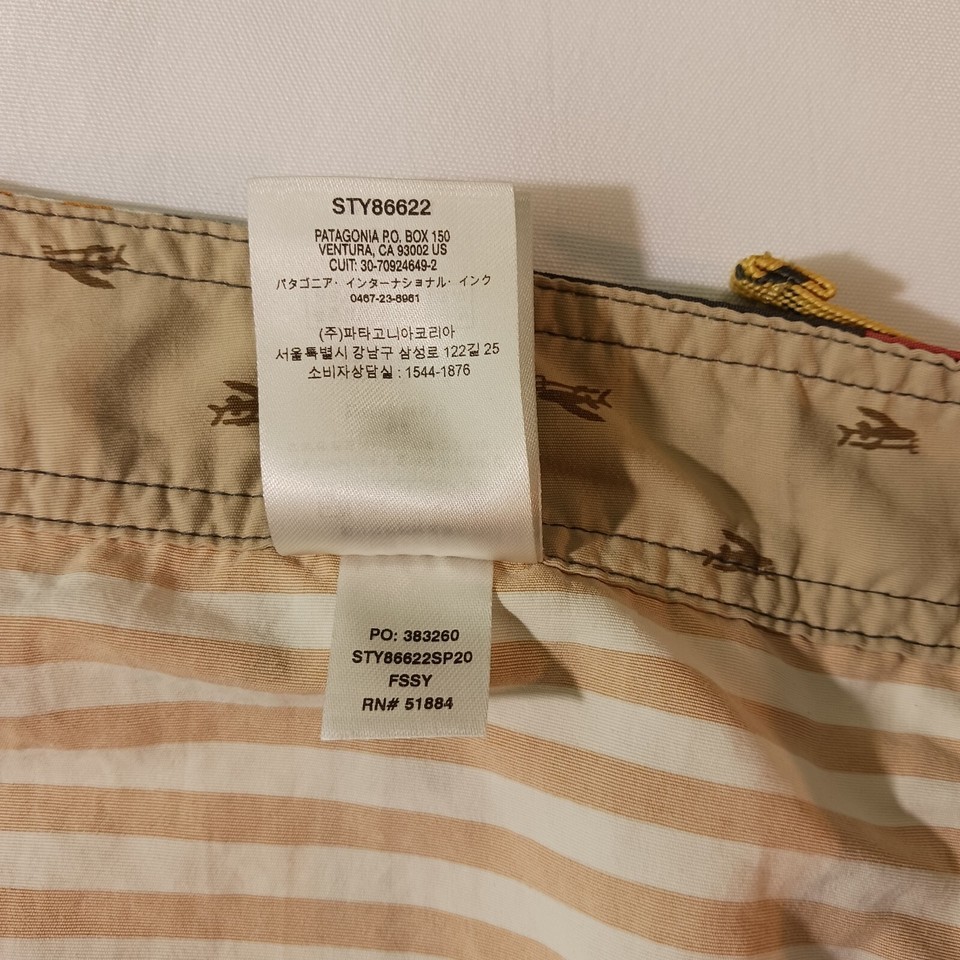 STY86622
PATAGONIA P.O. BOX 150
VENTURA, CA 93002 US
CUIT: 30-70924649-2
パタゴニア・インターナショナル・インク
0467-23-8961
(주)파타고니아코리아
서울특별시 강남구 삼성로 122길 25
소비자상담실 : 1544-1876
PO: 383260
STY86622SP20
FSSY
RN# 51884